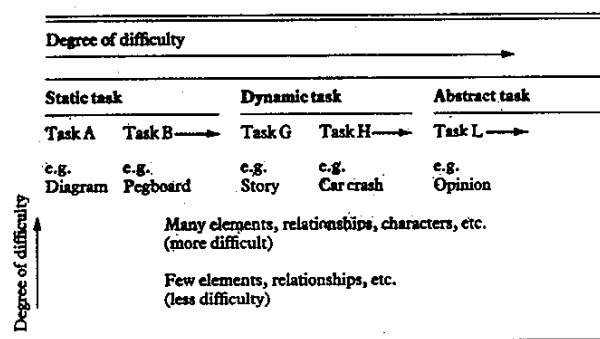 Degree of difficulty
Static task Dynamic task Abstract task
Task A Task B Task G Task H Task L
e.g. e.g. e.g. e.g. e.g.
Diagram Pegboard Story Car crash Opinion
Many elements, relationships, characters, etc.
(more difficult)
Few elements, relationships, etc.
(less difficulty)
Degree of difficulty